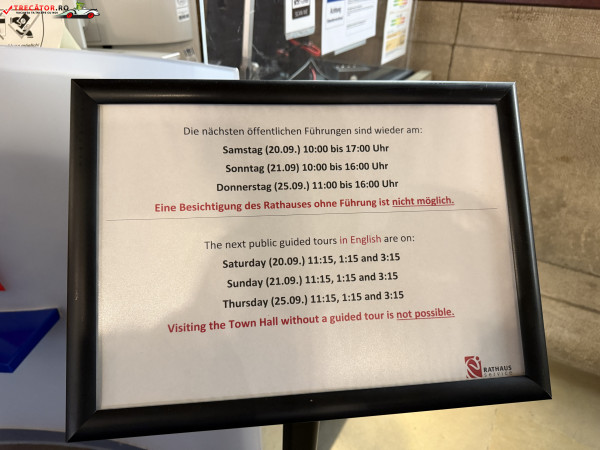 TRECĂTOR.RO
Die nächsten öffentlichen Führungen sind wieder am:
Samstag (20.09.) 10:00 bis 17:00 Uhr
Sonntag (21.09) 10:00 bis 16:00 Uhr
Donnerstag (25.09.) 11:00 bis 16:00 Uhr
Eine Besichtigung des Rathauses ohne Führung ist nicht möglich.
The next public guided tours in English are on:
Saturday (20.09.) 11:15, 1:15 and 3:15
Sunday (21.09.) 11:15, 1:15 and 3:15
Thursday (25.09.) 11:15, 1:15 and 3:15
Visiting the Town Hall without a guided tour is not possible.
RATHAUS
SERVICE